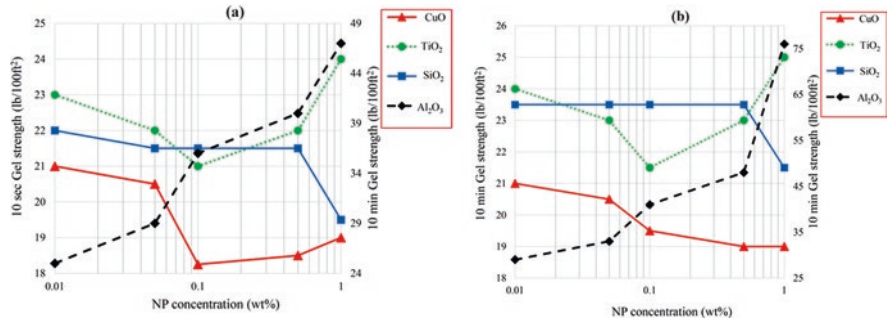 (a)
10 sec Gel strength (lb/100ft²)
25
24
23
22
21
20
19
18
49
44
39
34
29
24
10 min Gel strength (lb/100ft²)
0.01
0.1
1
NP concentration (wt%)
CuO
TiO₂
SiO₂
Al₂O₃
(b)
10 min Gel strength (lb/100ft²)
26
25
24
23
22
21
20
19
18
75
65
55
45
35
25
10 min Gel strength (lb/100ft²)
0.01
0.1
1
NP concentration (wt%)
CuO
TiO₂
SiO₂
Al₂O₃